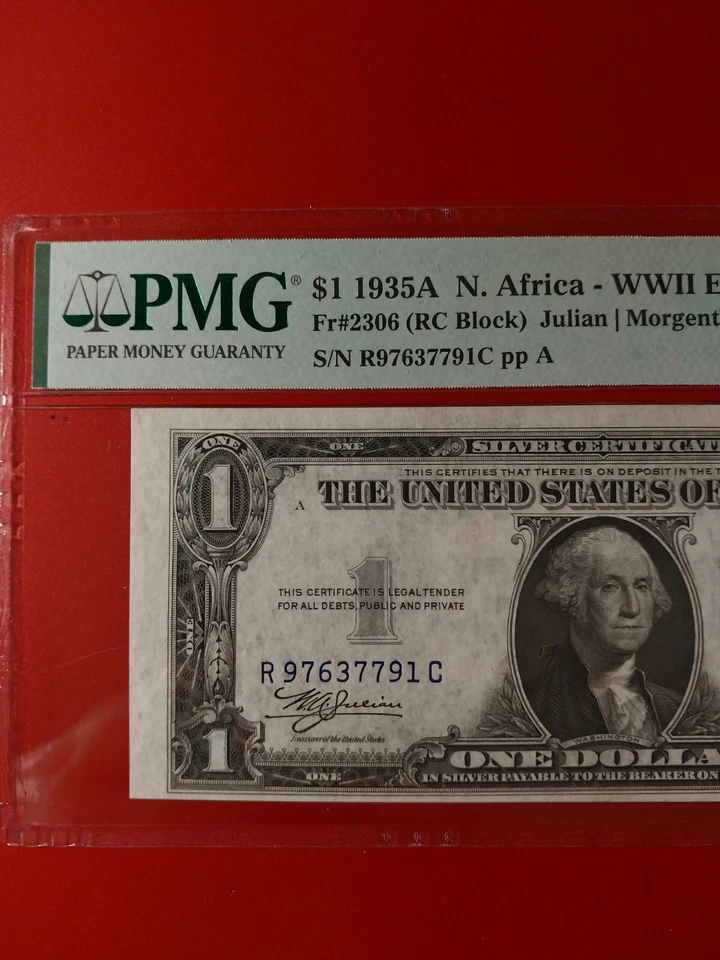 PMG®
PAPER MONEY GUARANTY
$1 1935A N. Africa - WWII E
Fr#2306 (RC Block) Julian | Morgent
S/N R97637791C pp A
ONE
ONE
SILVER CERTIFICAT
THIS CERTIFIES THAT THERE IS ON DEPOSIT IN THE T
1
A
THE UNITED STATES OF
1
THIS CERTIFICATE IS LEGAL TENDER
FOR ALL DEBTS, PUBLIC AND PRIVATE
ONE
R97637791C
W.A. Julian
Treasurer of the United States
WASHINGTON
1
ONE DOLLA
ONE
IN SILVER PAYABLE TO THE BEARER ON